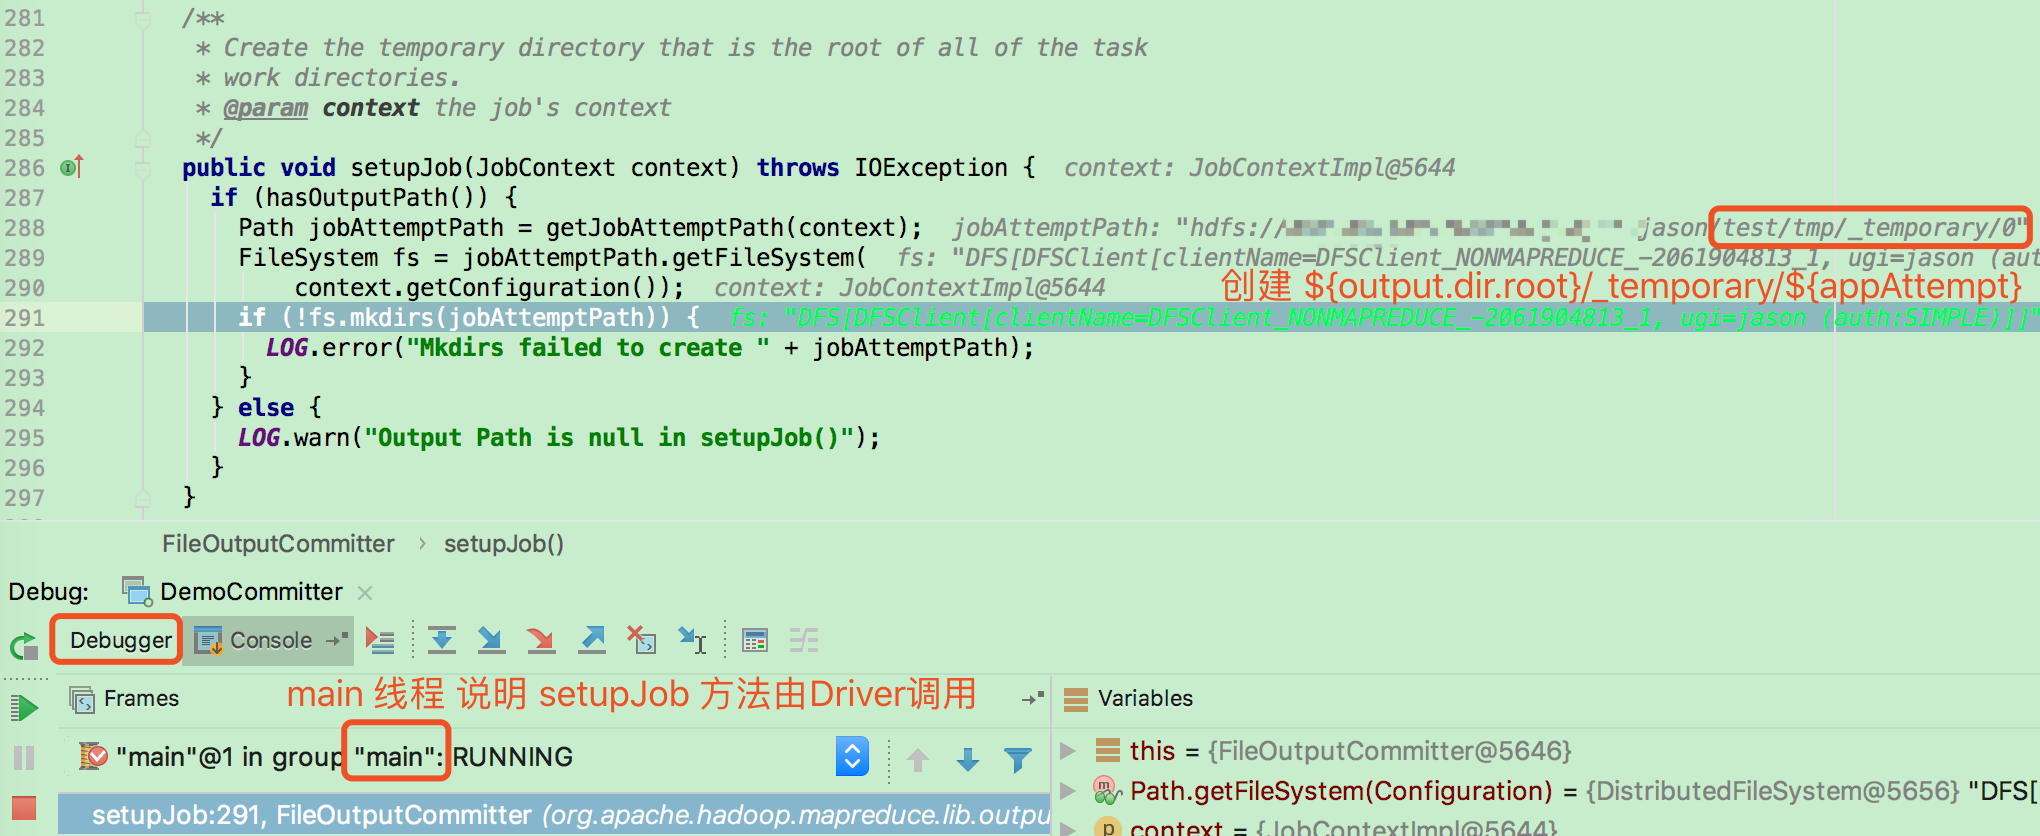 281 /**
282 * Create the temporary directory that is the root of all of the task
283 * work directories.
284 * @param context the job's context
285 */
286 public void setupJob(JobContext context) throws IOException { context: JobContextImpl@5644
287 if (hasOutputPath()) {
288 Path jobAttemptPath = getJobAttemptPath(context); jobAttemptPath: "hdfs:// jason/test/tmp/_temporary/0"
289 FileSystem fs = jobAttemptPath.getFileSystem( fs: "DFS[DFSClient[clientName=DFSClient_NONMAPREDUCE_-2061904813_1, ugi=jason (aut
290 context.getConfiguration()); context: JobContextImpl@5644 创建 ${output.dir.root}/_temporary/${appAttempt}
291 if (!fs.mkdirs(jobAttemptPath)) { fs: "DFS[DFSClient[clientName=DFSClient_NONMAPREDUCE_-2061904813_1, ugi=jason (auth:SIMPLE)]]"
292 LOG.error("Mkdirs failed to create " + jobAttemptPath);
293 }
294 } else {
295 LOG.warn("Output Path is null in setupJob()");
296 }
297 }
FileOutputCommitter › setupJob()
Debug: DemoCommitter
Debugger Console
Frames main 线程 说明 setupJob 方法由Driver调用 Variables
"main"@1 in group "main": RUNNING
this = {FileOutputCommitter@5646}
Path.getFileSystem(Configuration) = {DistributedFileSystem@5656} "DFS[
setupJob:291, FileOutputCommitter (org.apache.hadoop.mapreduce.lib.outpu
context = {JobContextImpl@5644}